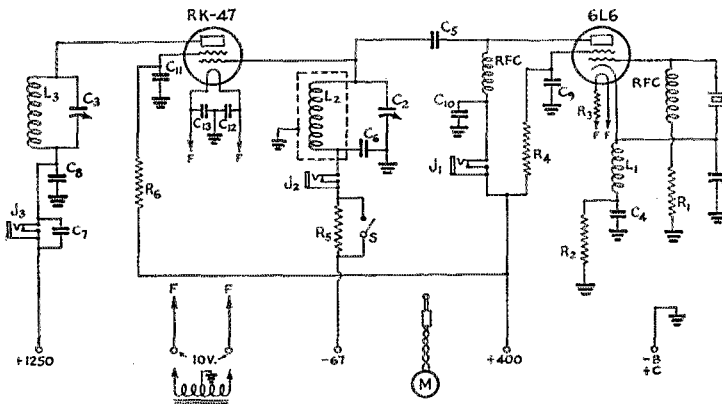 RK-47
6L6
C5
L3
C3
C11
C13
C12
F
F
L2
C2
C6
RFC
C10
C9
R4
R3
F
F
RFC
L1
R1
C4
R2
C8
J3
C7
R6
J2
R5
S
J1
F
F
+1250
10V.
-67
M
+400
-B
+C